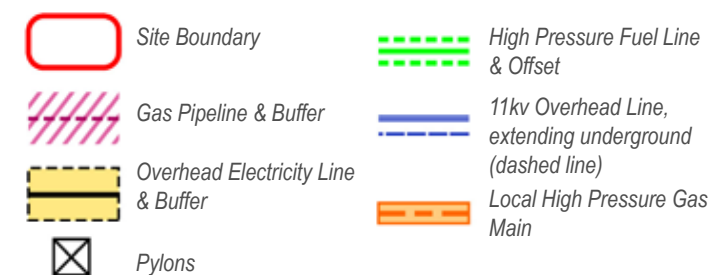 Site Boundary
Gas Pipeline & Buffer
Overhead Electricity Line
& Buffer
Pylons
High Pressure Fuel Line
& Offset
11kv Overhead Line,
extending underground
(dashed line)
Local High Pressure Gas
Main